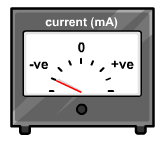 current (mA)
0
-ve +ve
- -